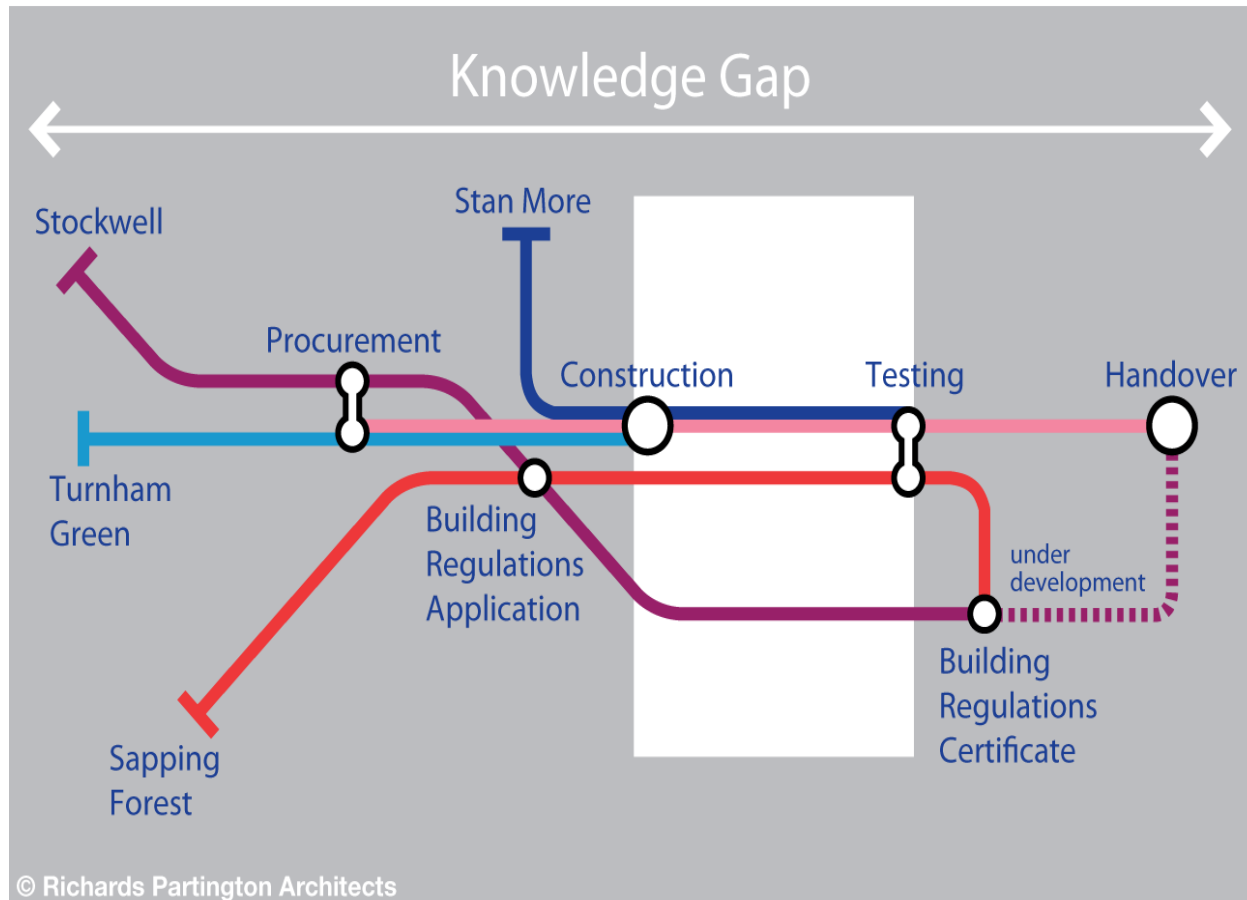 Knowledge Gap
Stockwell
Stan More
Procurement
Construction
Testing
Handover
Turnham
Green
Building
Regulations
Application
under
development
Building
Regulations
Certificate
Sapping
Forest
© Richards Partington Architects